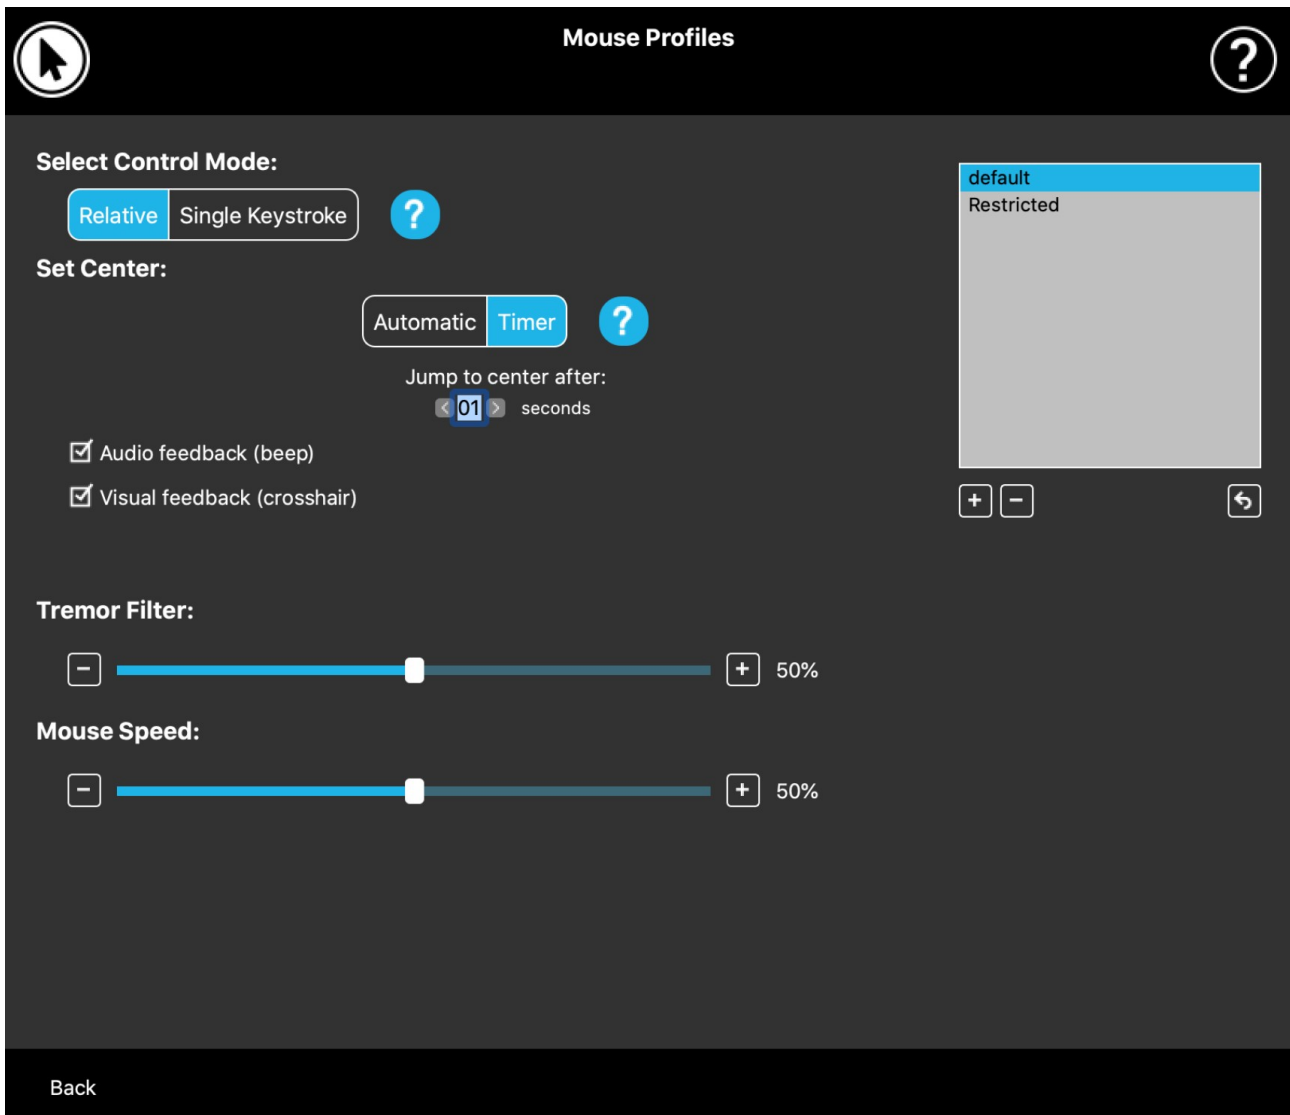 Mouse Profiles
?
Select Control Mode:
Relative Single Keystroke ?
Set Center:
Automatic Timer ?
Jump to center after:
< 01 > seconds
Audio feedback (beep)
Visual feedback (crosshair)
default
Restricted
+ −
Tremor Filter:
− + 50%
Mouse Speed:
− + 50%
Back